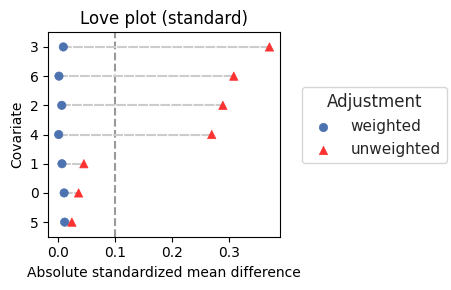 Love plot (standard)
3
6
2
4
1
0
5
Covariate
0.0 0.1 0.2 0.3
Absolute standardized mean difference
Adjustment
weighted
unweighted